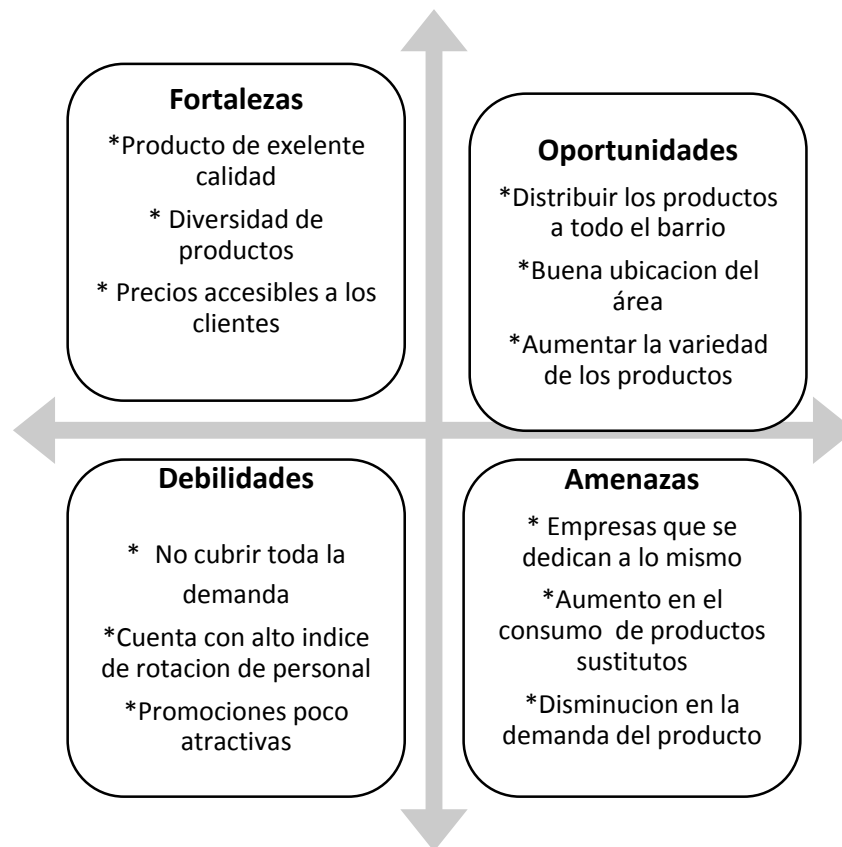 Fortalezas
*Producto de exelente
calidad
* Diversidad de
productos
* Precios accesibles a los
clientes
Oportunidades
*Distribuir los productos
a todo el barrio
*Buena ubicacion del
área
*Aumentar la variedad
de los productos
Debilidades
* No cubrir toda la
demanda
*Cuenta con alto indice
de rotacion de personal
*Promociones poco
atractivas
Amenazas
* Empresas que se
dedican a lo mismo
*Aumento en el
consumo de productos
sustitutos
*Disminucion en la
demanda del producto